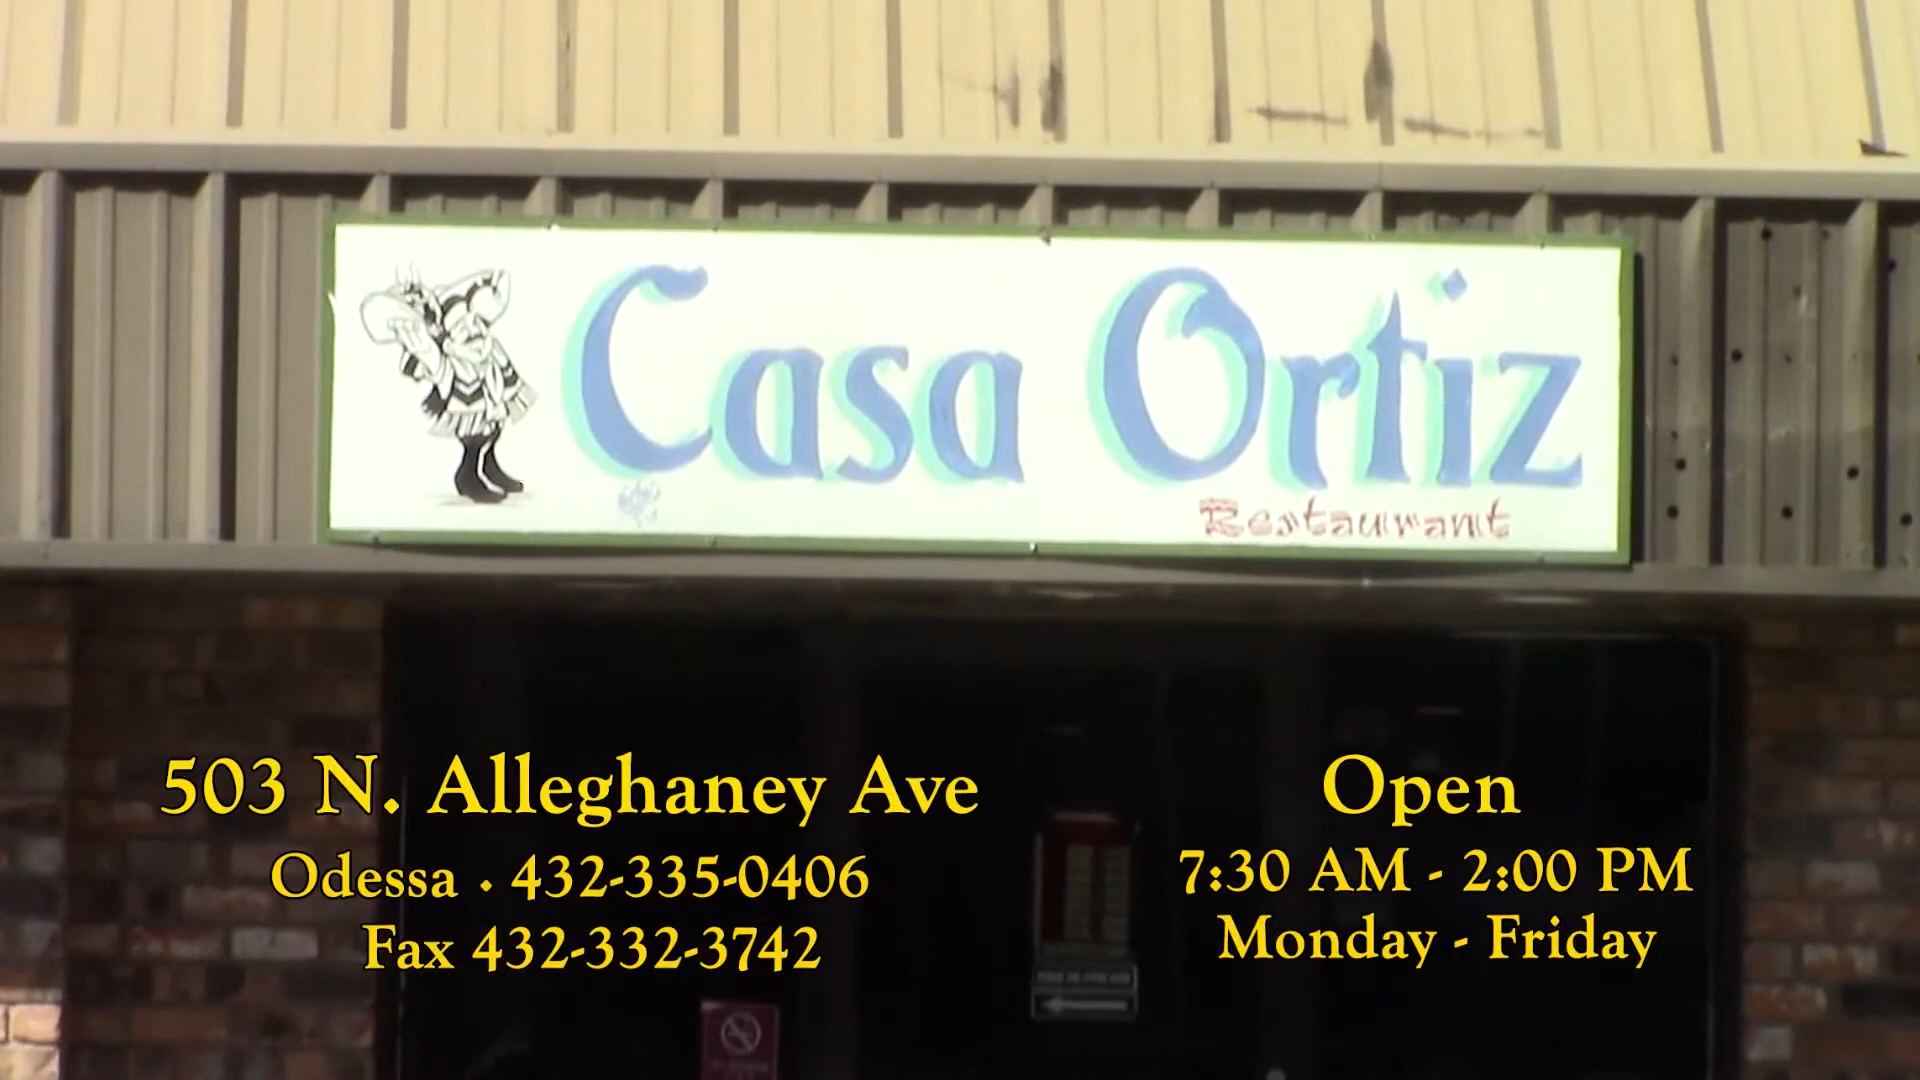 Casa Ortiz
Restaurant
503 N. Alleghaney Ave
Odessa · 432-335-0406
Fax 432-332-3742
Open
7:30 AM - 2:00 PM
Monday - Friday